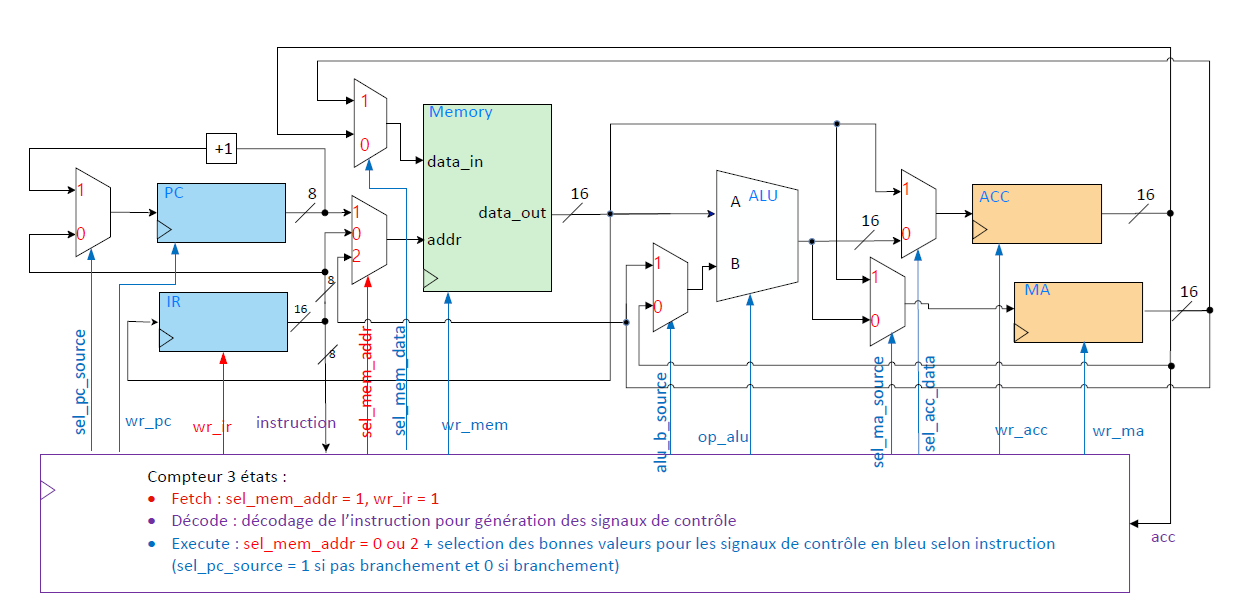 1
0
Memory
data_in
data_out
addr
16
+1
1
0
PC
8
1
0
2
8
IR
16
8
A
ALU
B
16
1
0
1
0
ACC
16
1
0
MA
16
sel_pc_source
wr_pc
wr_ir
instruction
sel_mem_addr
sel_mem_data
wr_mem
alu_b_source
op_alu
sel_ma_source
sel_acc_data
wr_acc
wr_ma
acc
Compteur 3 états :
• Fetch : sel_mem_addr = 1, wr_ir = 1
• Décode : décodage de l’instruction pour génération des signaux de contrôle
• Execute : sel_mem_addr = 0 ou 2 + selection des bonnes valeurs pour les signaux de contrôle en bleu selon instruction
(sel_pc_source = 1 si pas branchement et 0 si branchement)